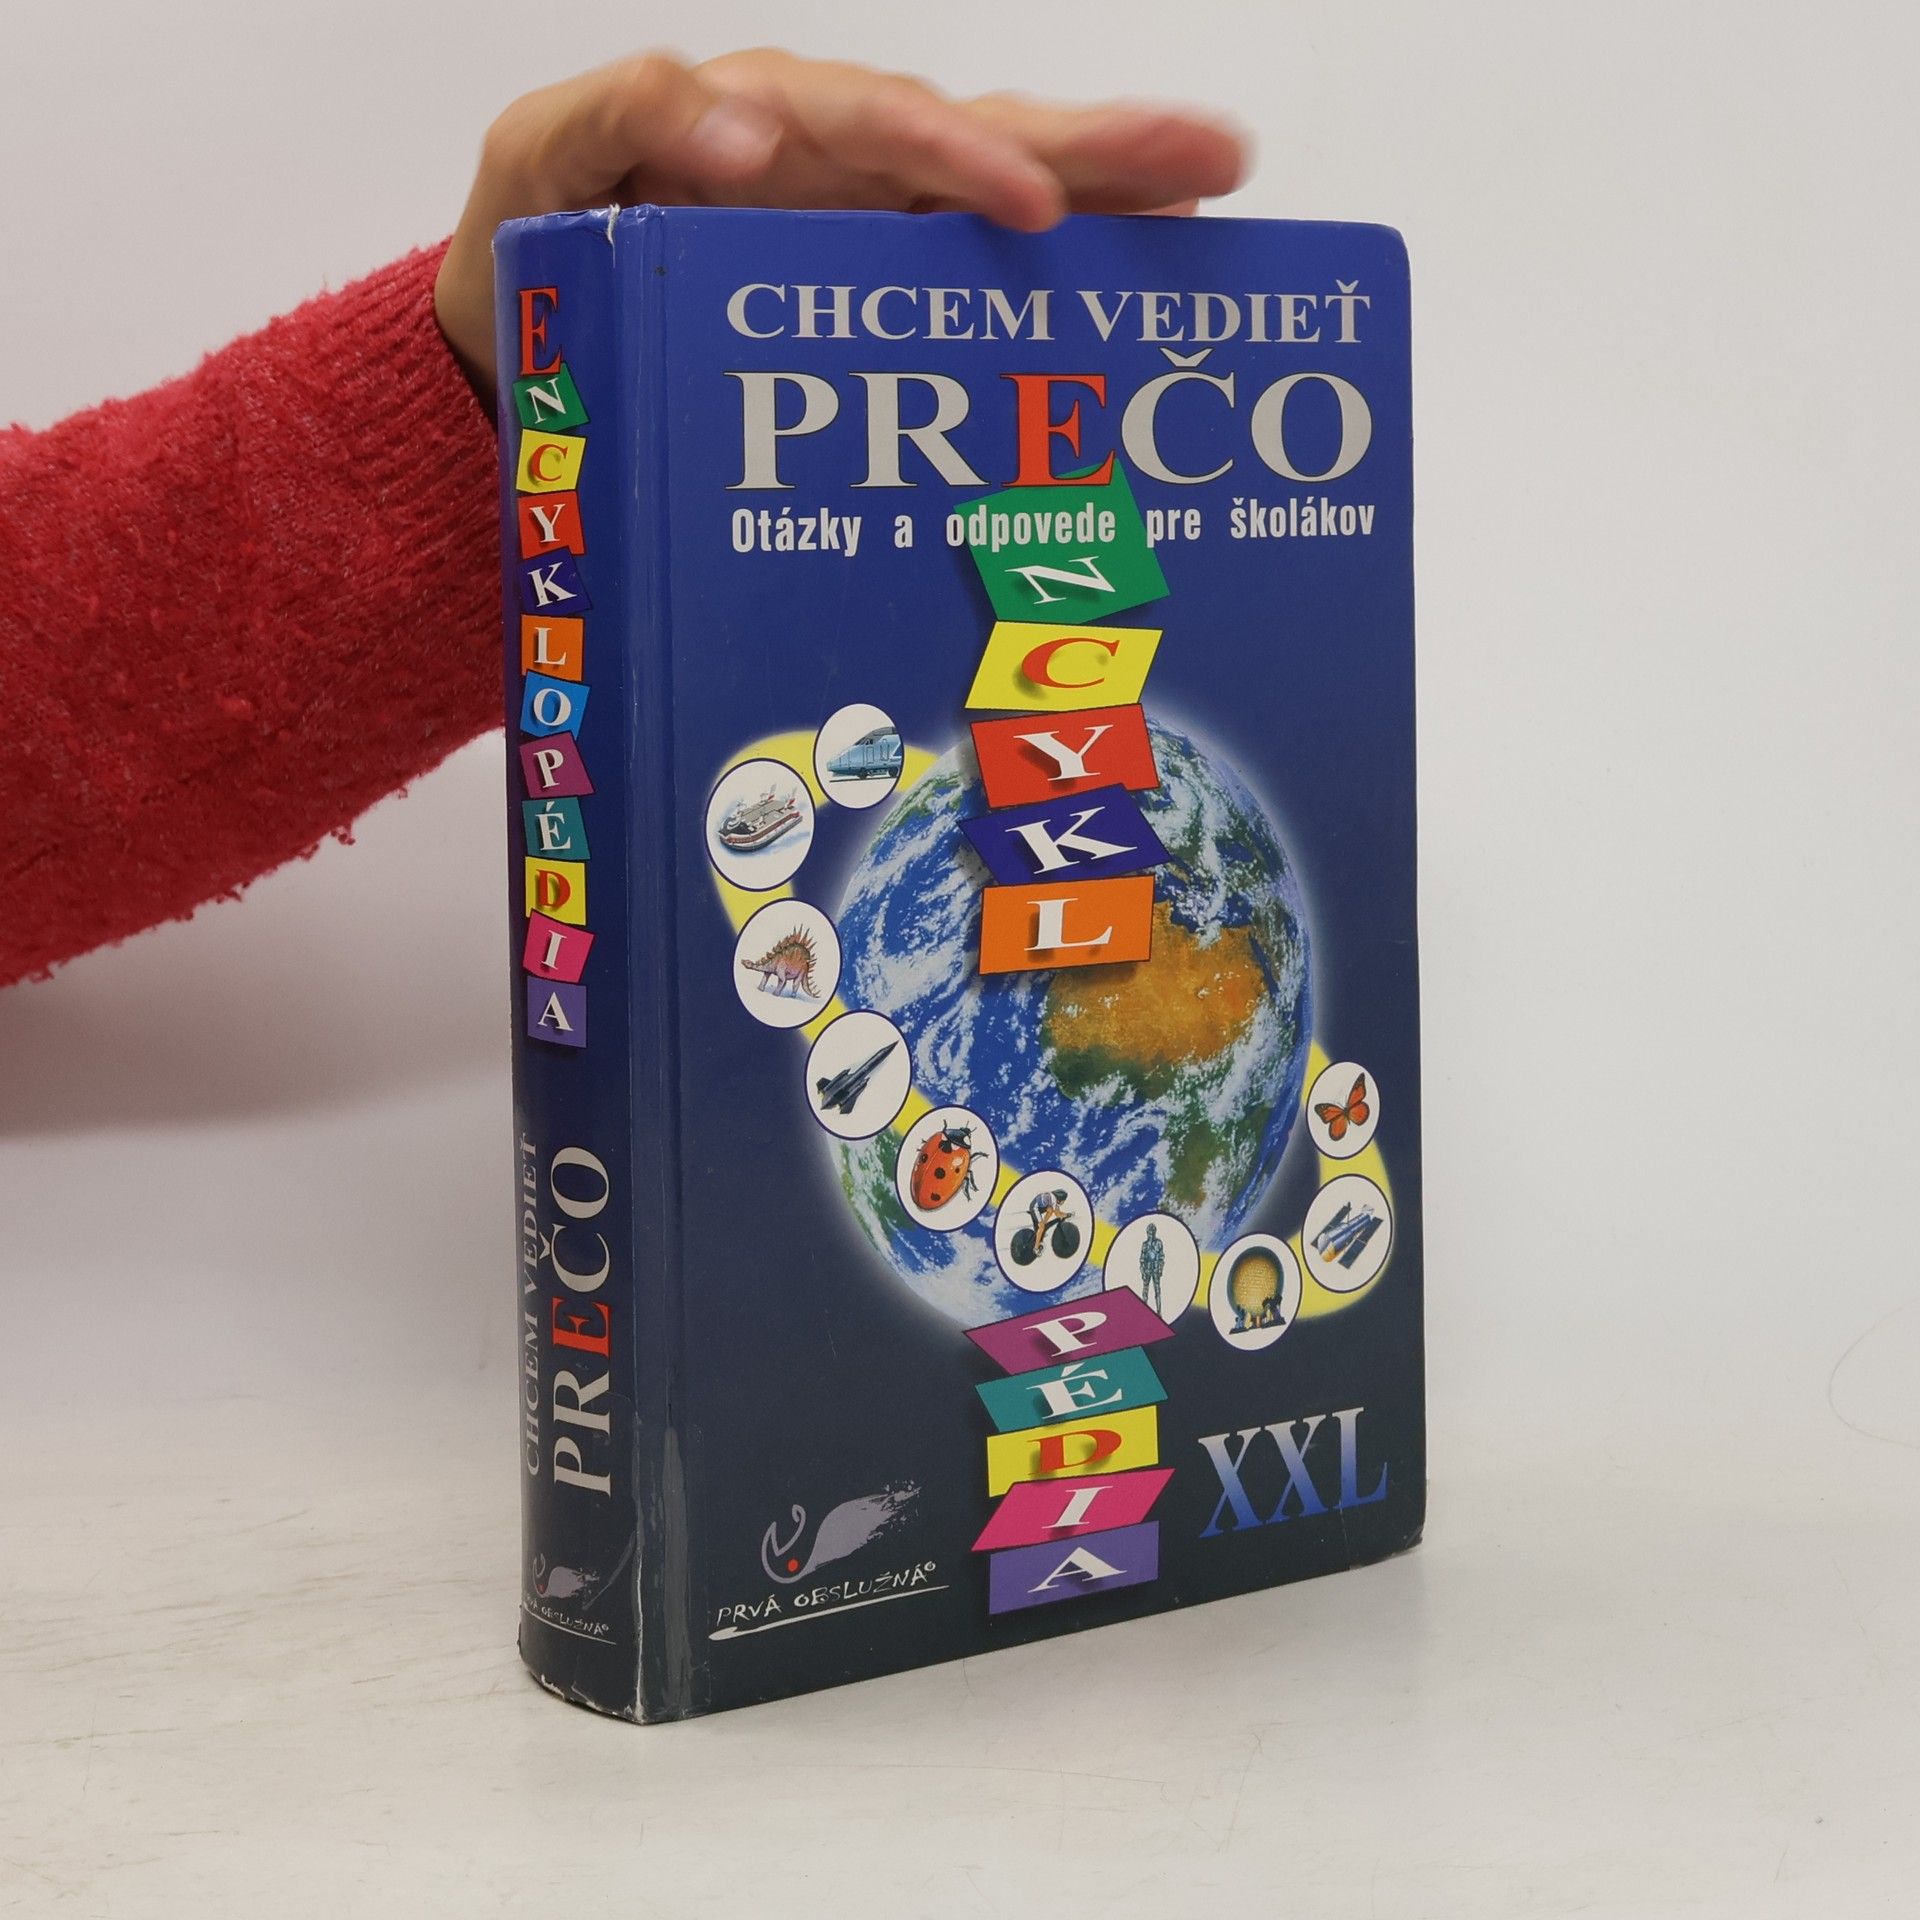 CHCEM VEDIEŤ
PREČO
Otázky a odpovede pre školákov
ENCYKLOPÉDIA
XXL
PRVÁ OBSLUŽNÁ
ENCYKLOPÉDIA
CHCEM VEDIEŤ
PREČO
PRVÁ OBSLUŽNÁ